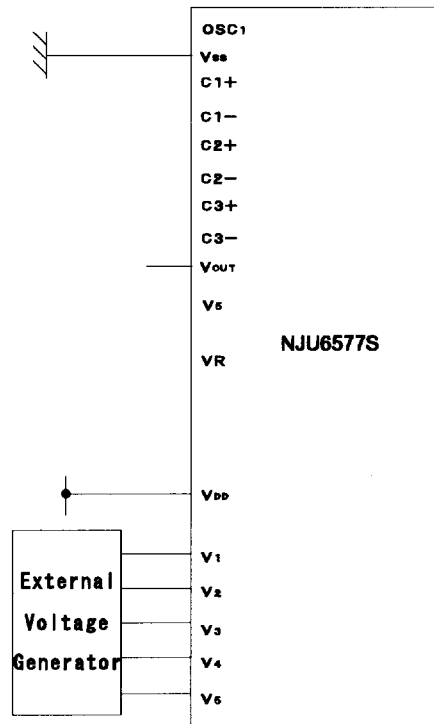 OSC1
VSS
C1+
C1-
C2+
C2-
C3+
C3-
VOUT
V5
VR
NJU6577S
VDD
V1
V2
V3
V4
V5
External
Voltage
Generator